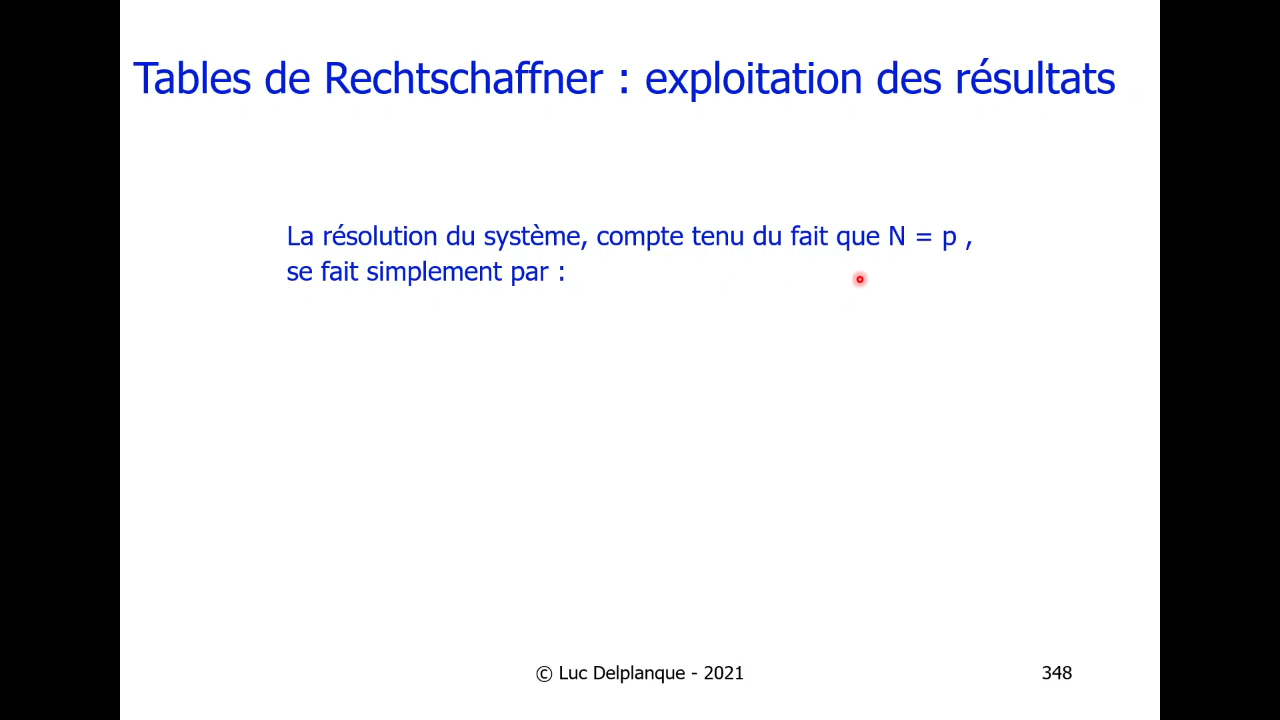 Tables de Rechtschaffner : exploitation des résultats
La résolution du système, compte tenu du fait que N = p ,
se fait simplement par :
© Luc Delplanque - 2021
348